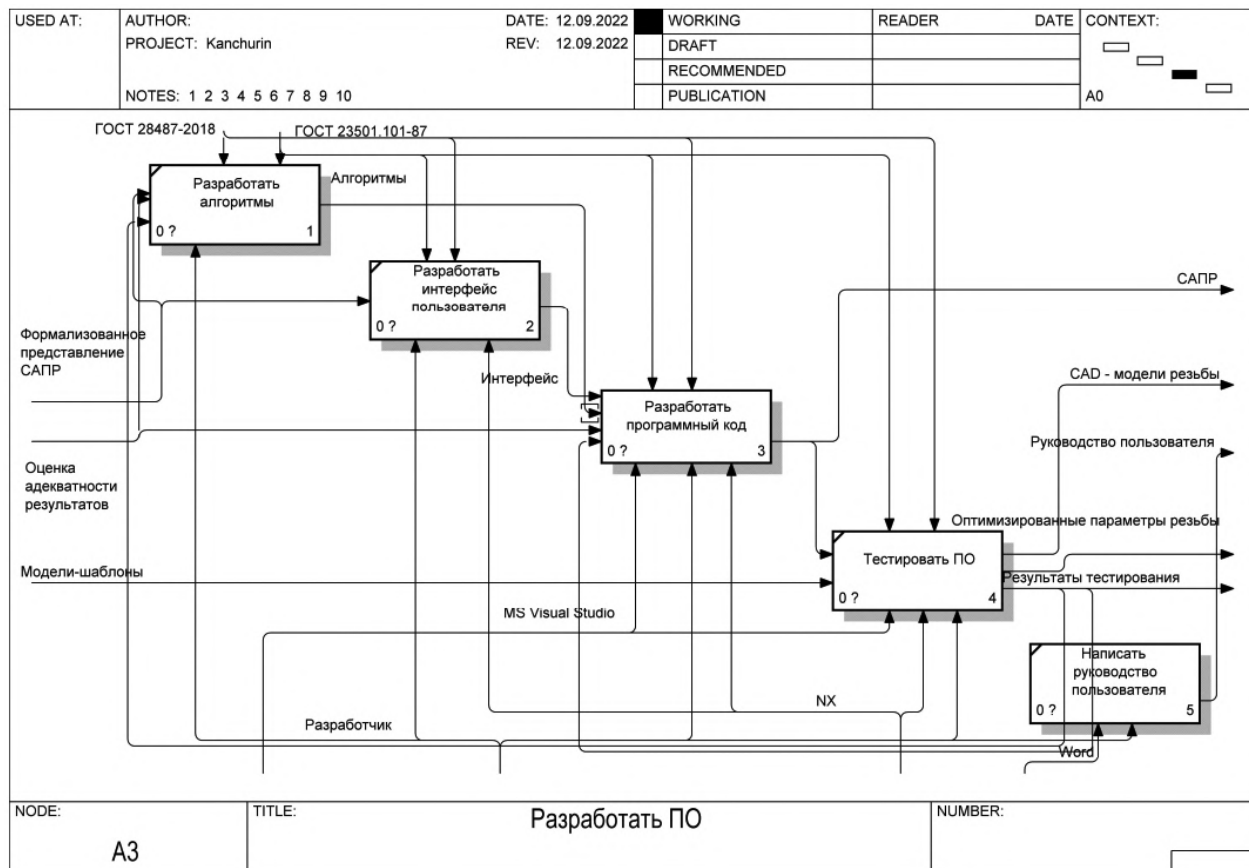 USED AT:
AUTHOR:
DATE: 12.09.2022
PROJECT: Kanchurin
REV: 12.09.2022
NOTES: 1 2 3 4 5 6 7 8 9 10
WORKING
DRAFT
RECOMMENDED
PUBLICATION
READER
DATE
CONTEXT:
A0
ГОСТ 28487-2018
ГОСТ 23501.101-87
Разработать
алгоритмы
0 ?
1
Алгоритмы
Разработать
интерфейс
пользователя
0 ?
2
САПР
Формализованное
представление
САПР
Интерфейс
CAD - модели резьбы
Разработать
программный код
0 ?
3
Руководство пользователя
Оценка
адекватности
результатов
Оптимизированные параметры резьбы
Тестировать ПО
0 ?
4
Модели-шаблоны
Результаты тестирования
MS Visual Studio
Написать
руководство
пользователя
0 ?
5
NX
Разработчик
Word
NODE:
A3
TITLE:
Разработать ПО
NUMBER: